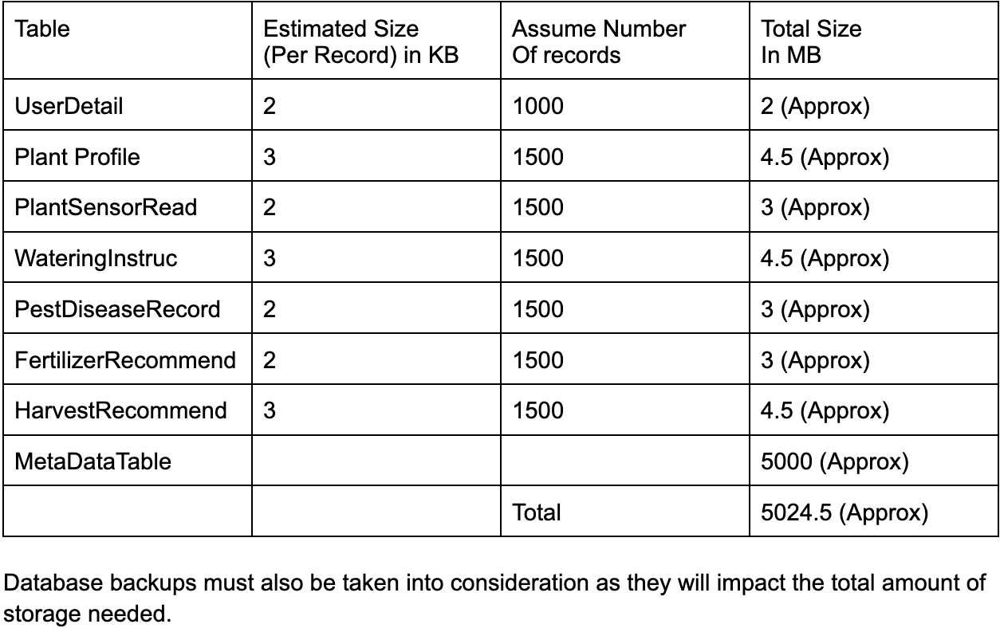 Table Estimated Size Assume Number Total Size
(Per Record) in KB Of records In MB
UserDetail 2 1000 2 (Approx)
Plant Profile 3 1500 4.5 (Approx)
PlantSensorRead 2 1500 3 (Approx)
WateringInstruc 3 1500 4.5 (Approx)
PestDiseaseRecord 2 1500 3 (Approx)
FertilizerRecommend 2 1500 3 (Approx)
HarvestRecommend 3 1500 4.5 (Approx)
MetaDataTable 5000 (Approx)
Total 5024.5 (Approx)
Database backups must also be taken into consideration as they will impact the total amount of
storage needed.